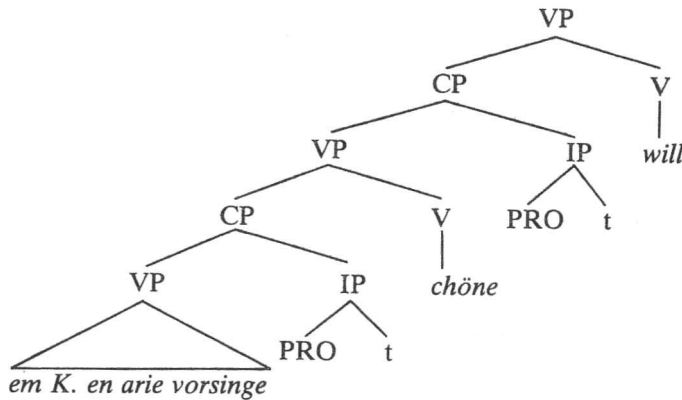 VP
CP V
VP IP will
CP V PRO t
VP IP chöne
PRO t
em K. en arie vorsinge